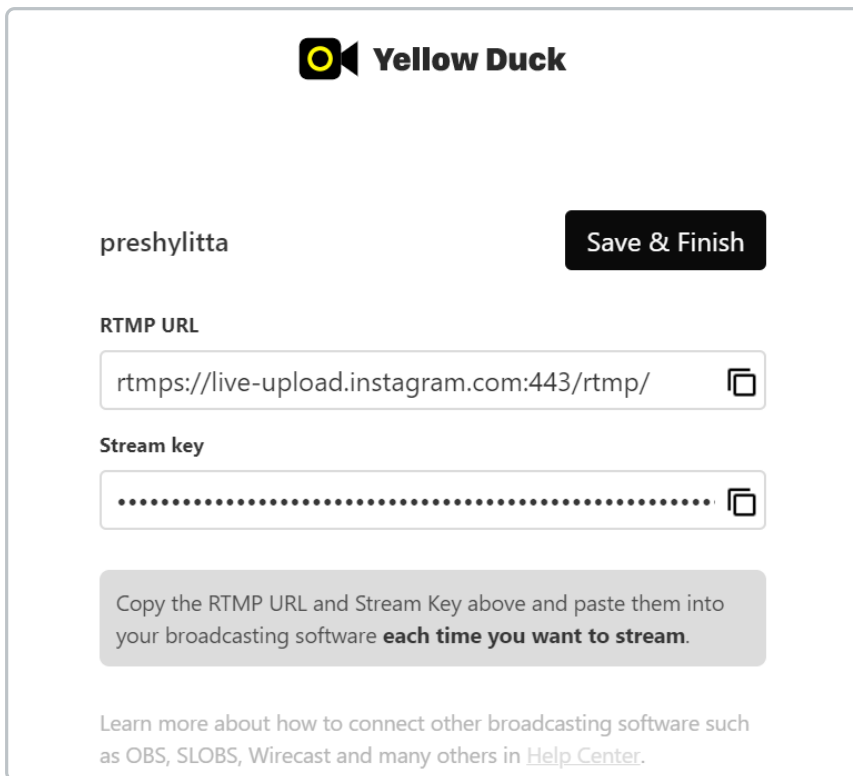 Yellow Duck
preshylitta
Save & Finish
RTMP URL
rtmps://live-upload.instagram.com:443/rtmp/
Stream key
Copy the RTMP URL and Stream Key above and paste them into
your broadcasting software each time you want to stream.
Learn more about how to connect other broadcasting software such
as OBS, SLOBS, Wirecast and many others in Help Center.